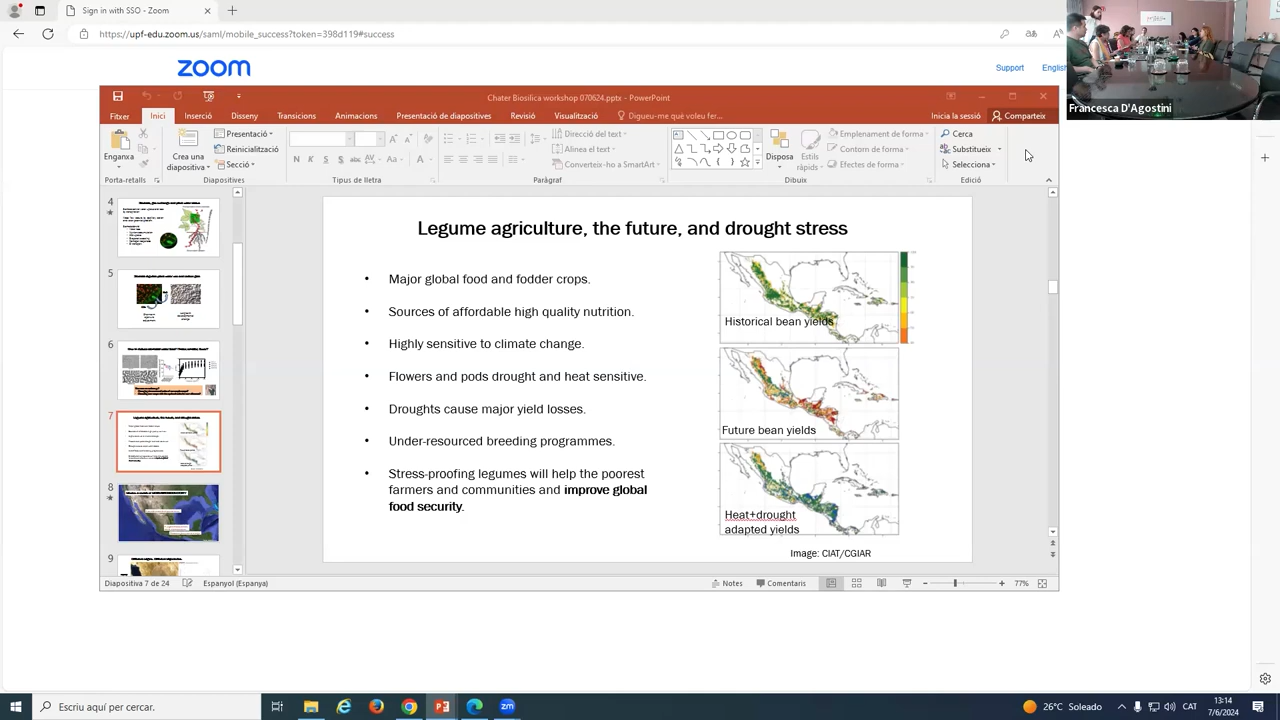 Sign in with SSO - Zoom
https://upf-edu.zoom.us/saml/mobile_success?token=398d119#success
zoom
Support
English
Francesca D'Agostini
Chater Biosilica workshop 070624.pptx - PowerPoint
Fitxer
Inici
Inserció
Disseny
Transicions
Animacions
Presentació de diapositives
Revisió
Visualització
Digueu-me què voleu fer...
Inicia la sessió
Comparteix
Enganxa
Crea una
diapositiva
Presentació
Reinicialització
Secció
Direcció del text
Alinea el text
Converteix-ho a SmartArt
Disposa
Estils
ràpids
Emplenament de forma
Contorn de forma
Efectes de forma
Cerca
Substitueix
Selecciona
Porta-retalls
Diapositives
Tipus de lletra
Paràgraf
Dibuix
Edició
4
5
6
7
8
9
Legume agriculture, the future, and drought stress
• Major global food and fodder crops.
• Sources of affordable high quality nutrition.
• Highly sensitive to climate change.
• Flowers and pods drought and heat sensitive.
• Droughts cause major yield losses.
• Under-resourced breeding programmes.
• Stress-proofing legumes will help the poorest
farmers and communities and improve global
food security.
Historical bean yields
Future bean yields
Heat+drought
adapted yields
Image: CIAT/CGIAR
Diapositiva 7 de 24
Espanyol (Espanya)
Notes
Comentaris
77%
Escriu aquí per cercar.
26°C Soleado
CAT
13:14
7/6/2024